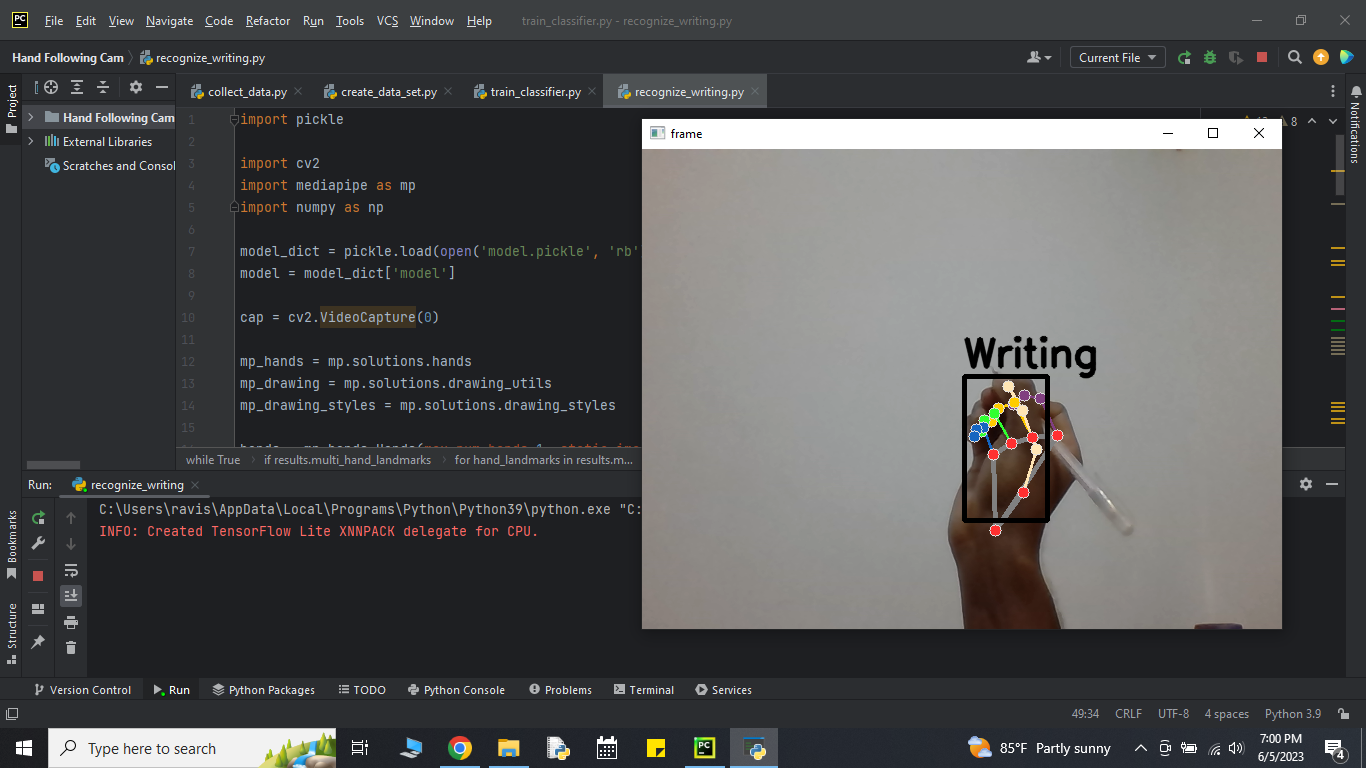 File Edit View Navigate Code Refactor Run Tools VCS Window Help train_classifier.py - recognize_writing.py
Hand Following Cam recognize_writing.py Current File
Project
collect_data.py create_data_set.py train_classifier.py recognize_writing.py
Notifications
Hand Following Cam
External Libraries
Scratches and Consol
1 import pickle
2
3 import cv2
4 import mediapipe as mp
5 import numpy as np
6
7 model_dict = pickle.load(open('model.pickle', 'rb'
8 model = model_dict['model']
9
10 cap = cv2.VideoCapture(0)
11
12 mp_hands = mp.solutions.hands
13 mp_drawing = mp.solutions.drawing_utils
14 mp_drawing_styles = mp.solutions.drawing_styles
15
8
frame
Writing
while True if results.multi_hand_landmarks for hand_landmarks in results.m...
Run: recognize_writing
C:\Users\ravis\AppData\Local\Programs\Python\Python39\python.exe "C:
INFO: Created TensorFlow Lite XNNPACK delegate for CPU.
Bookmarks
Structure
Version Control Run Python Packages TODO Python Console Problems Terminal Services
49:34 CRLF UTF-8 4 spaces Python 3.9
Type here to search
85°F Partly sunny
7:00 PM
6/5/2023
4